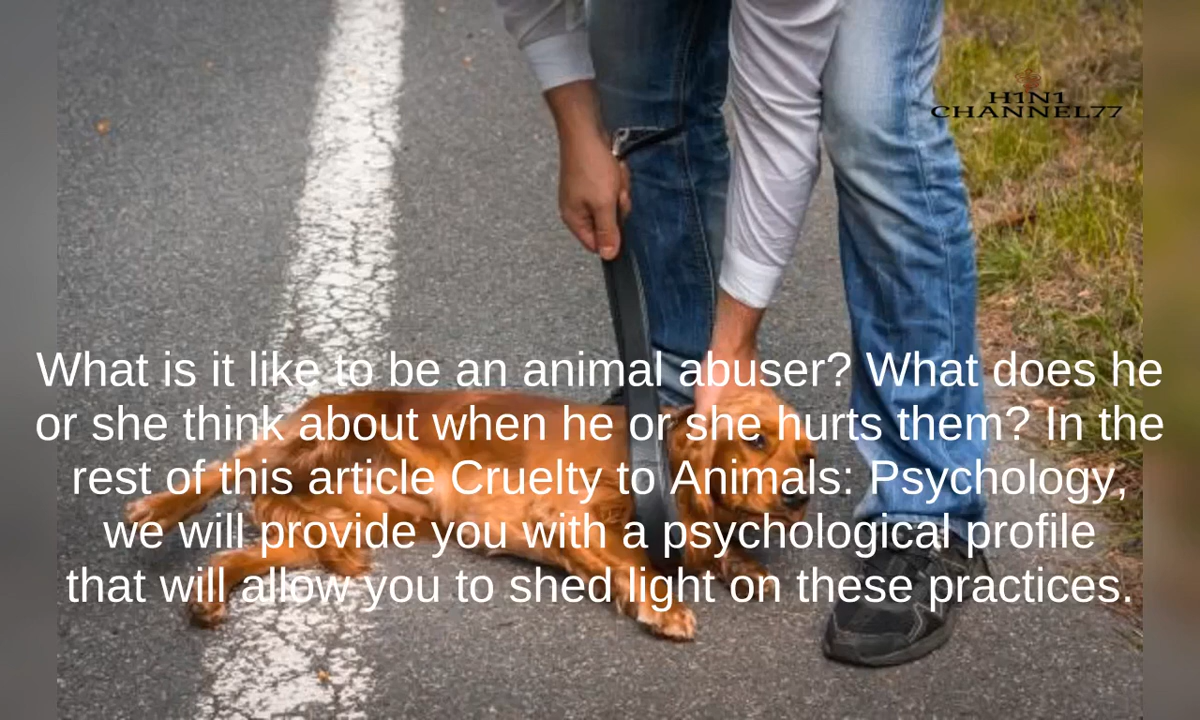 H1N1
CHANNEL77
What is it like to be an animal abuser? What does he
or she think about when he or she hurts them? In the
rest of this article Cruelty to Animals: Psychology,
we will provide you with a psychological profile
that will allow you to shed light on these practices.